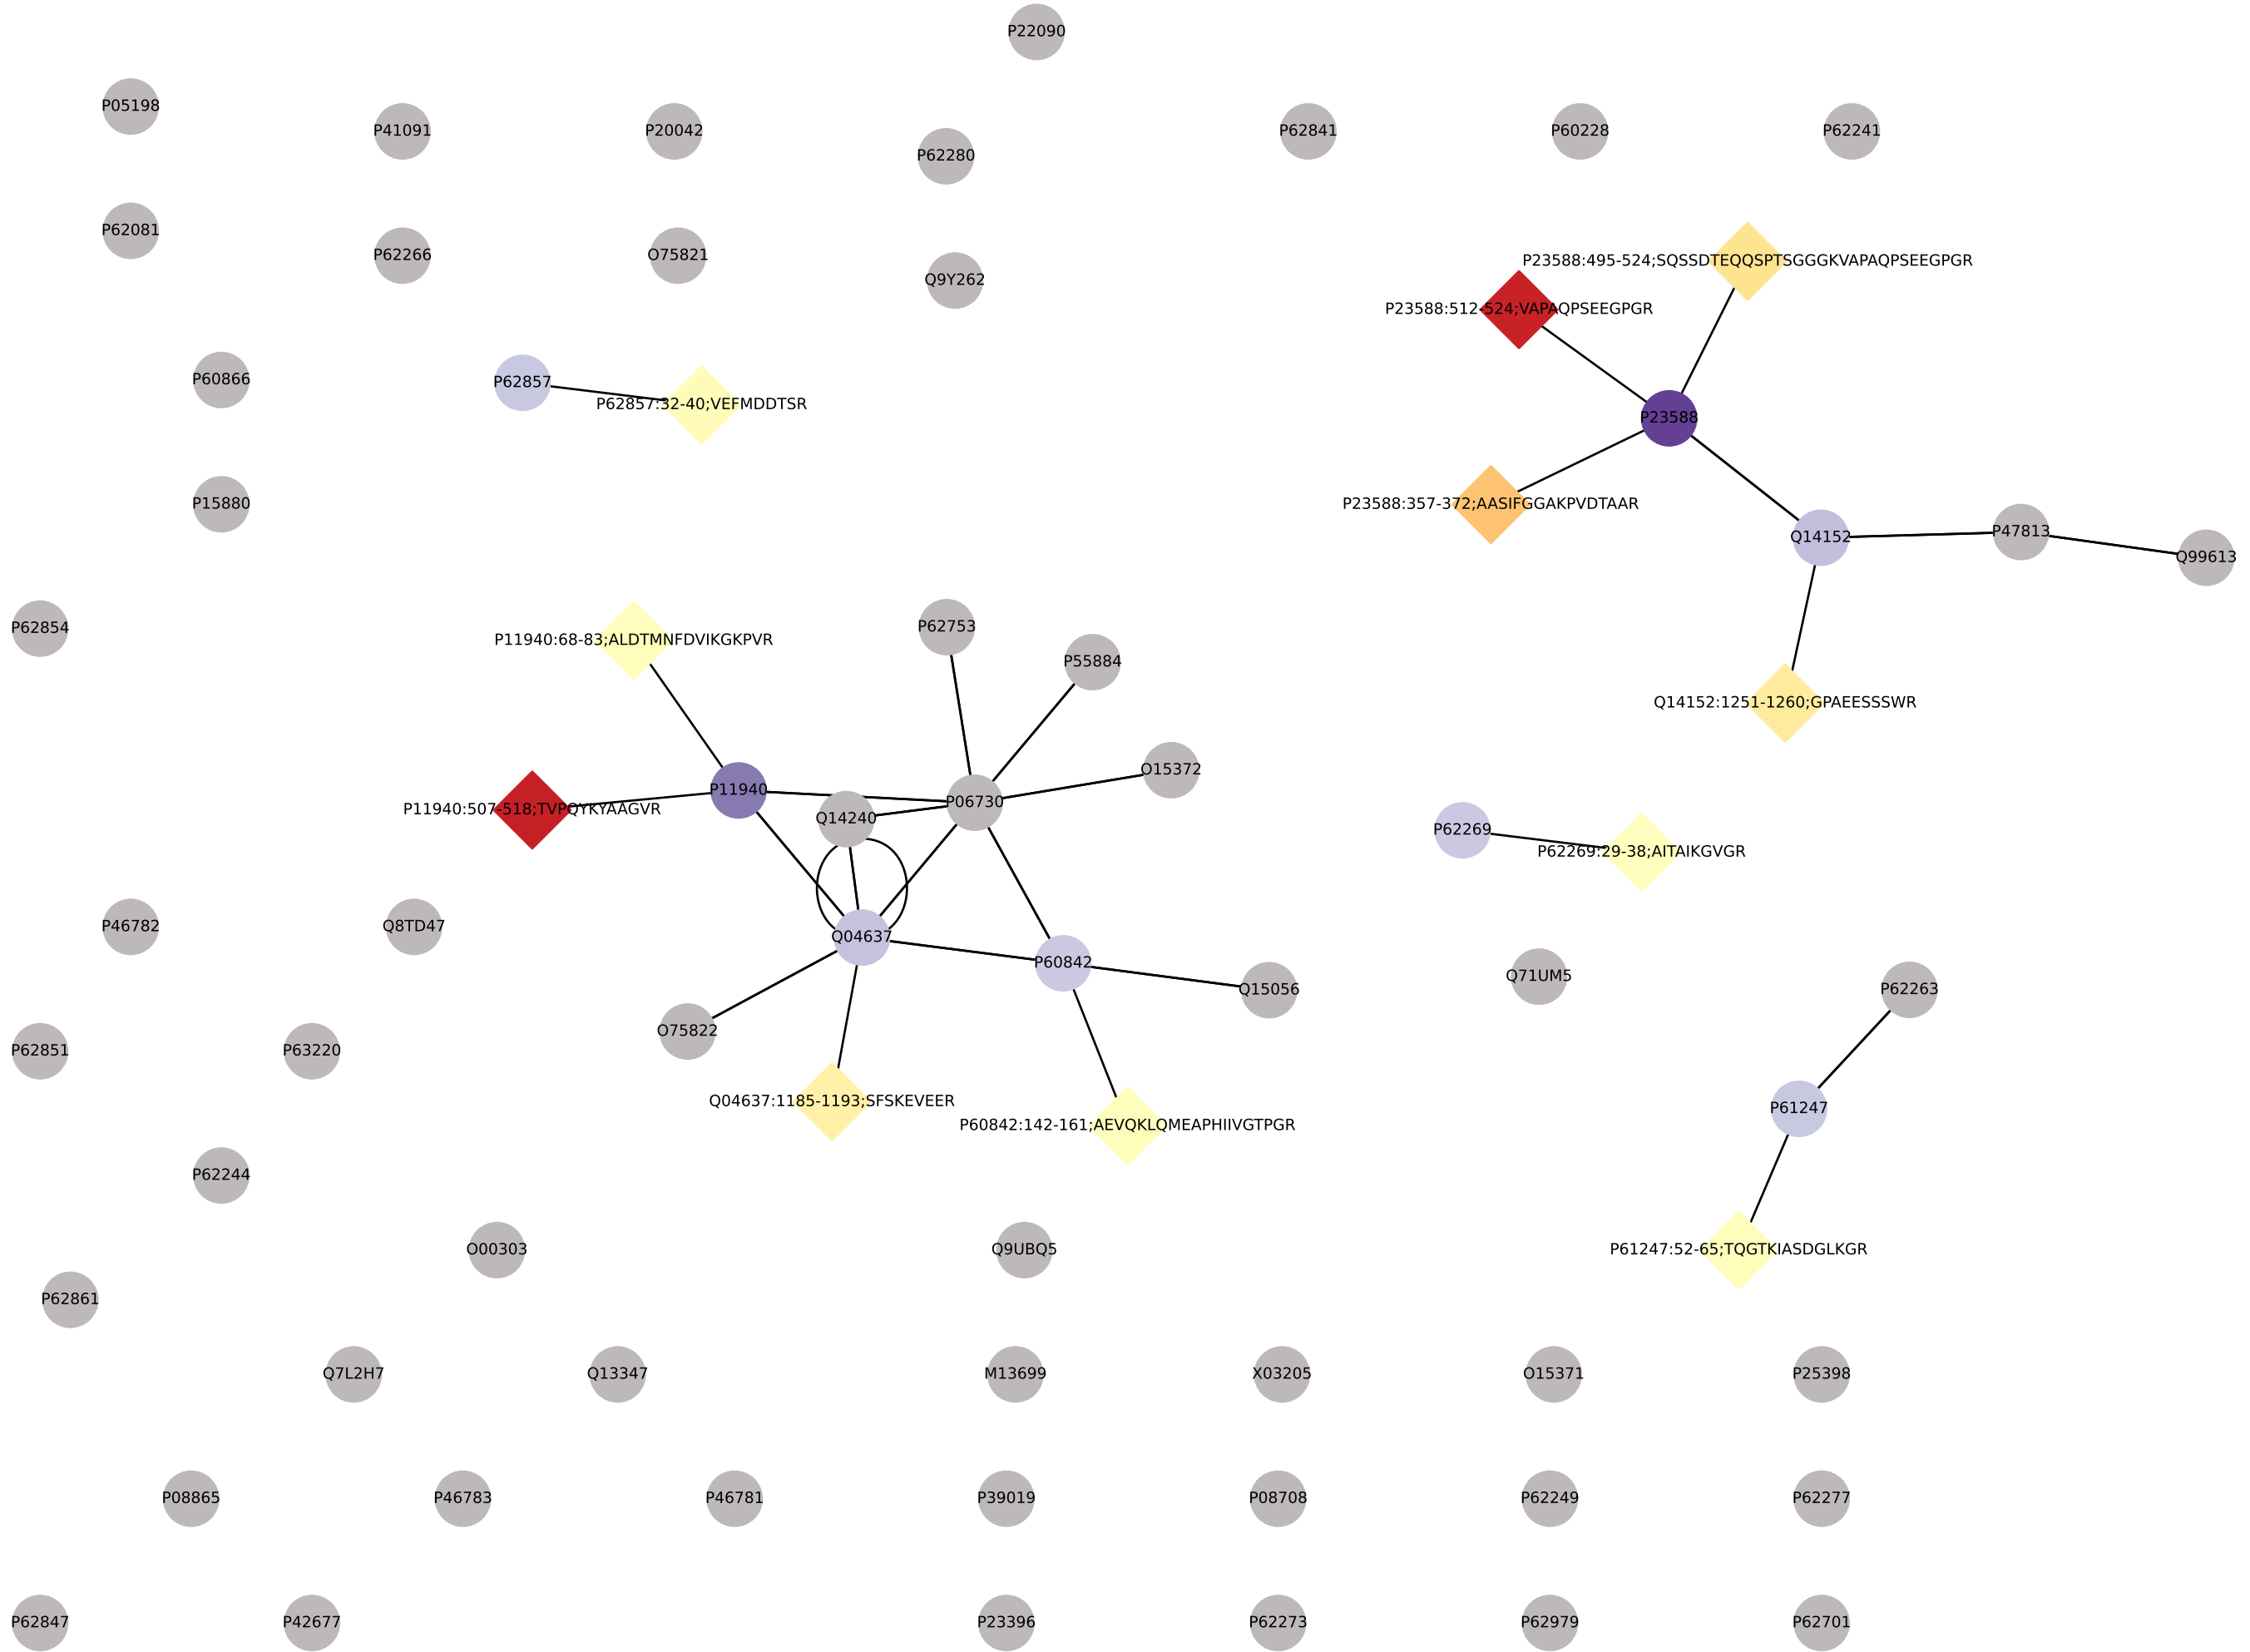 P22090
P05198
P41091
P20042
P62841
P60228
P62241
P62280
P62081
P62266
O75821
P23588:495-524;SQSSDTEQQSPTSGGGKVAPAQPSEEGPGR
Q9Y262
P23588:512-524;VAPAQPSEEGPGR
P60866
P62857
P62857:32-40;VEFMDDTSR
P23588
P15880
P23588:357-372;AASIFGGAKPVDTAAR
Q14152
P47813
Q99613
P62854
P62753
P11940:68-83;ALDTMNFDVIKGKPVR
P55884
Q14152:1251-1260;GPAEESSSWR
O15372
P11940
P06730
P11940:507-518;TVPQYKYAAGVR
Q14240
P62269
P62269:29-38;AITAIKGVGR
P46782
Q8TD47
Q04637
P60842
Q71UM5
Q15056
P62263
O75822
P62851
P63220
Q04637:1185-1193;SFSKEVEER
P61247
P60842:142-161;AEVQKLQMEAPHIIVGTPGR
P62244
O00303
Q9UBQ5
P61247:52-65;TQGTKIASDGLKGR
P62861
Q7L2H7
Q13347
M13699
X03205
O15371
P25398
P08865
P46783
P46781
P39019
P08708
P62249
P62277
P62847
P42677
P23396
P62273
P62979
P62701